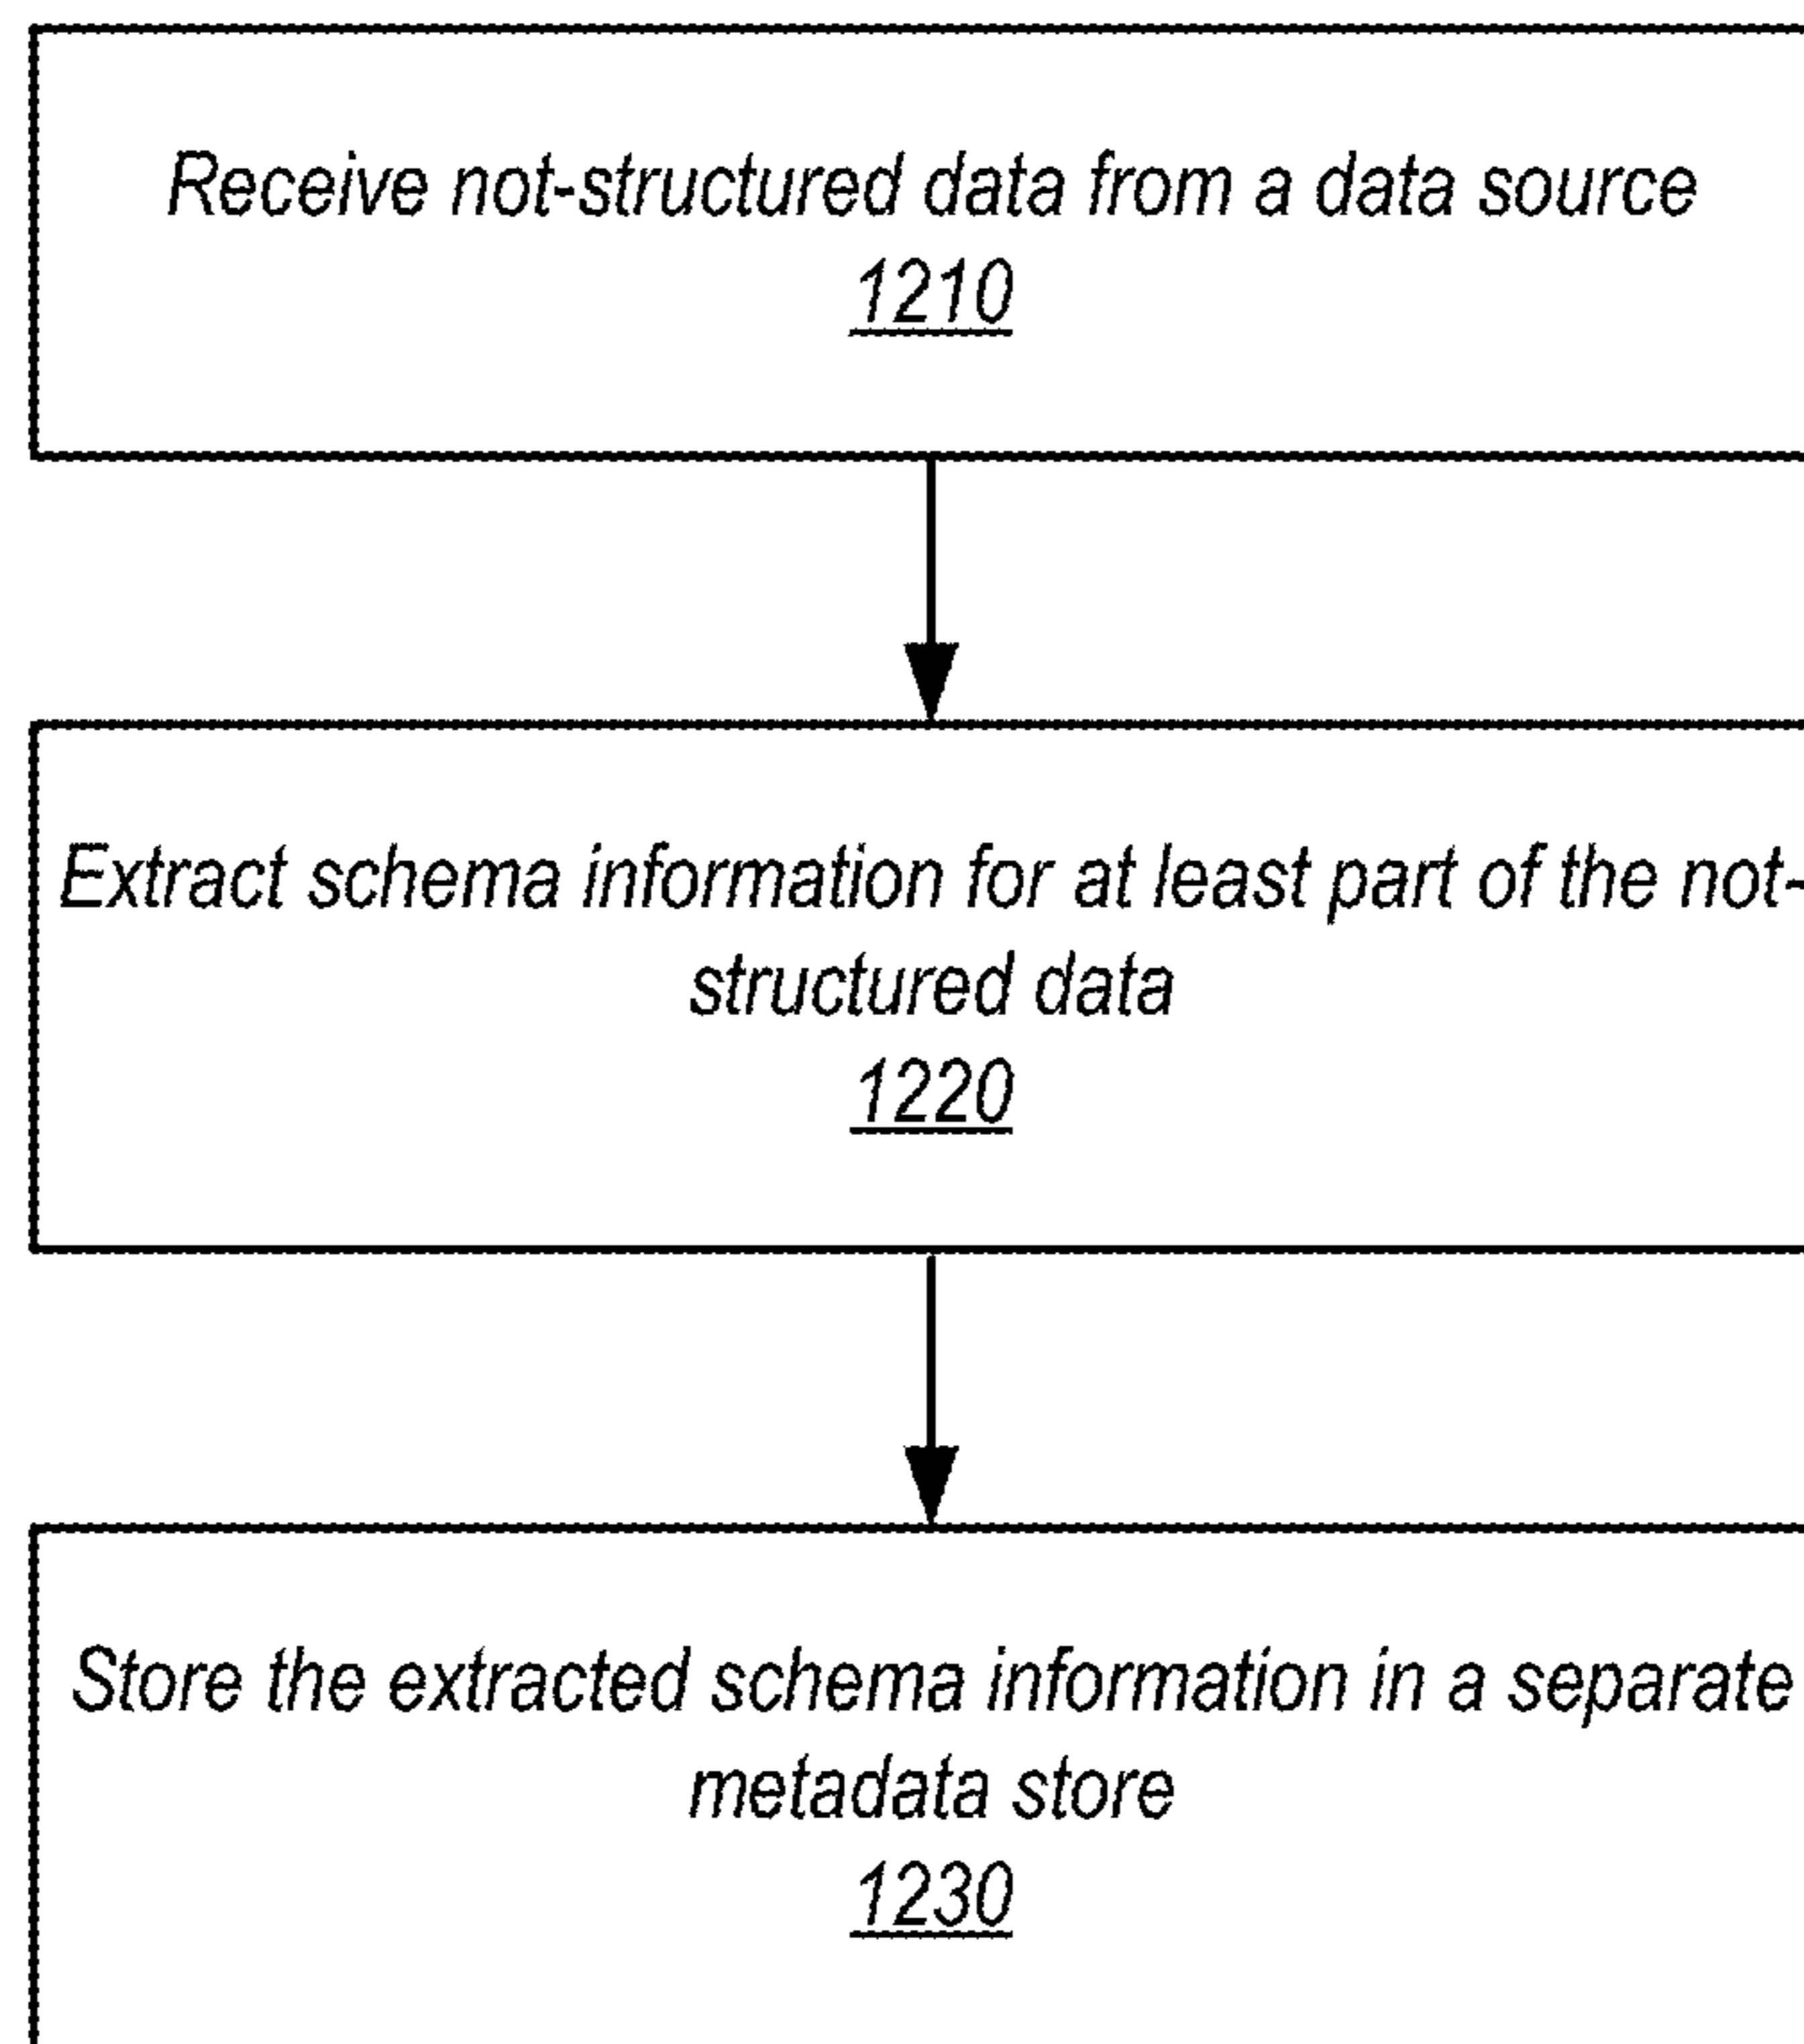 Receive not-structured data from a data source
1210
Extract schema information for at least part of the not-
structured data
1220
Store the extracted schema information in a separate
metadata store
1230